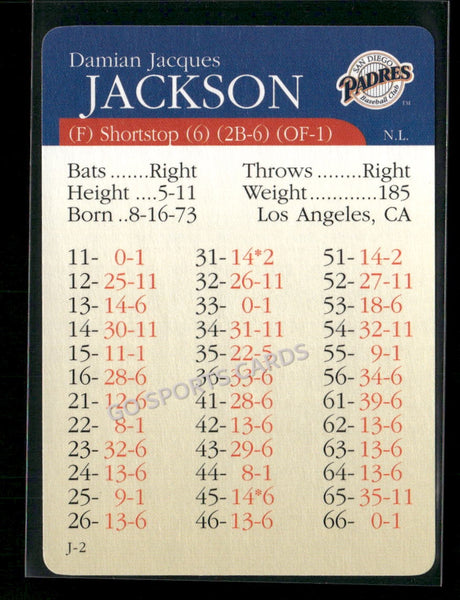 Damian Jacques
JACKSON
SAN DIEGO
PADRES
Baseball Club
TM
(F) Shortstop (6) (2B-6) (OF-1) N.L.
Bats .......Right Throws ........Right
Height ....5-11 Weight............185
Born ..8-16-73 Los Angeles, CA
11- 0-1 31- 14*2 51- 14-2
12- 25-11 32- 26-11 52- 27-11
13- 14-6 33- 0-1 53- 18-6
14- 30-11 34- 31-11 54- 32-11
15- 11-1 35- 22-5 55- 9-1
16- 28-6 36- 33-6 56- 34-6
21- 12-6 41- 28-6 61- 39-6
22- 8-1 42- 13-6 62- 13-6
23- 32-6 43- 29-6 63- 13-6
24- 13-6 44- 8-1 64- 13-6
25- 9-1 45- 14*6 65- 35-11
26- 13-6 46- 13-6 66- 0-1
J-2
GO SPORTS CARDS